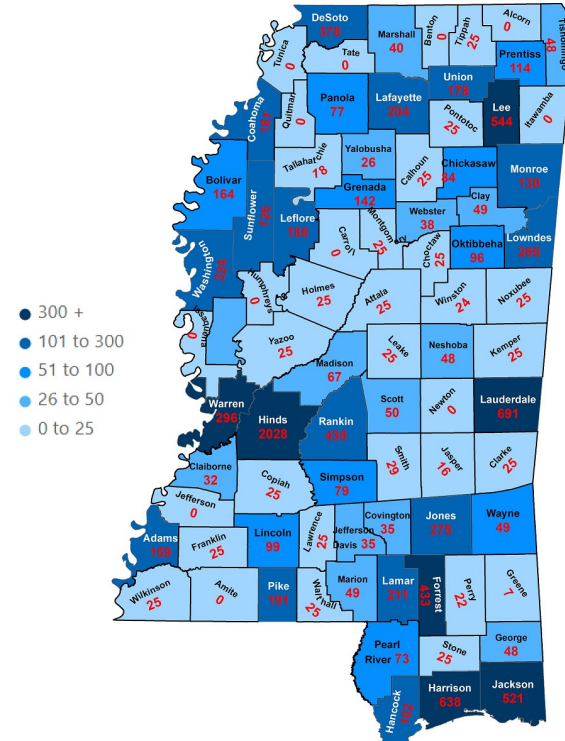 DeSoto
378
Marshall
40
Benton
0
Tippah
25
Alcorn
0
Tishomingo
48
Prentiss
114
Tunica
0
Tate
0
Union
178
Panola
77
Lafayette
204
Lee
544
Itawamba
0
Pontotoc
25
Coahoma
Quitman
0
Yalobusha
26
Tallahatchie
78
Calhoun
25
Chickasaw
84
Monroe
130
Bolivar
164
Sunflower
Grenada
142
Clay
49
Leflore
Webster
38
Montgomery
25
Carroll
0
Choctaw
25
Oktibbeha
96
Lowndes
Washington
Humphreys
0
Holmes
25
Attala
25
Winston
24
Noxubee
25
Issaquena
0
Yazoo
25
Leake
25
Neshoba
48
Kemper
25
Madison
67
300 +
101 to 300
51 to 100
26 to 50
0 to 25
Warren
296
Hinds
2028
Rankin
Scott
50
Newton
0
Lauderdale
691
Claiborne
32
Copiah
25
Simpson
79
Smith
29
Jasper
16
Clarke
25
Jefferson
0
Adams
Franklin
25
Lincoln
99
Lawrence
25
Jefferson
Davis 35
Covington
35
Jones
Wayne
49
Wilkinson
25
Amite
0
Pike
Walthall
25
Marion
49
Lamar
211
Forrest
433
Perry
22
Greene
7
Pearl
River 73
Stone
25
George
48
Hancock
Harrison
638
Jackson
521